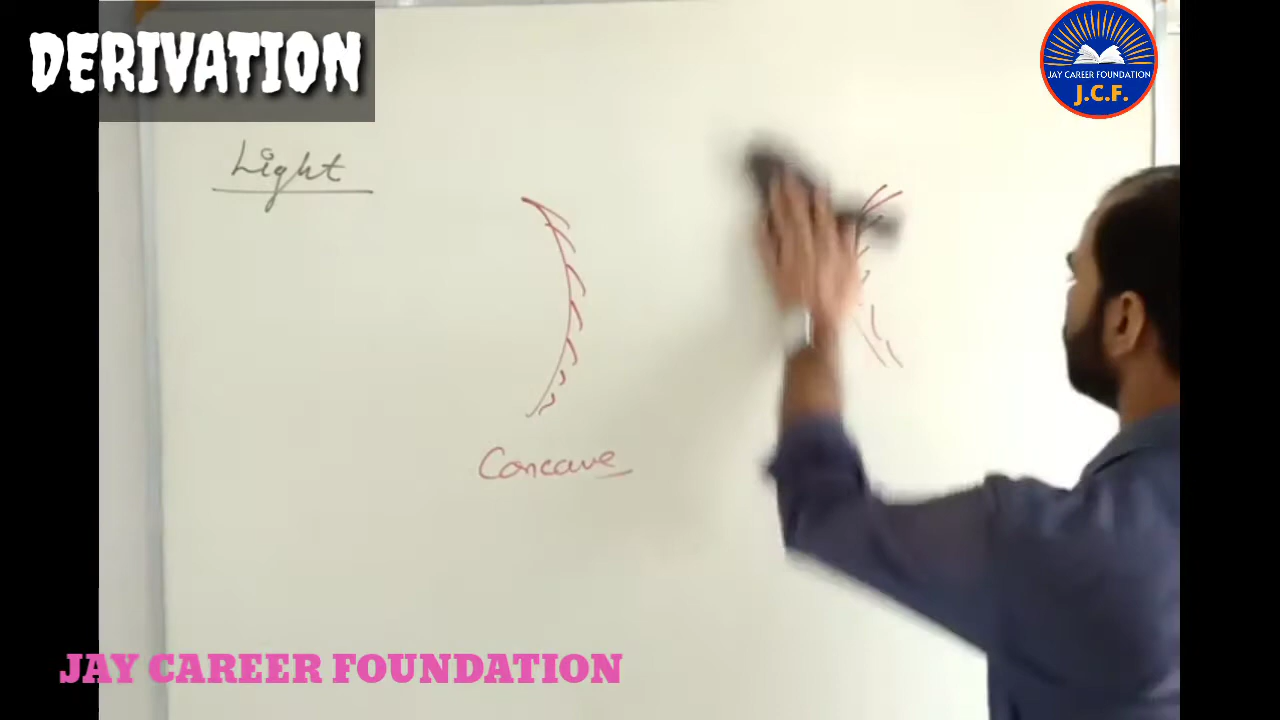 DERIVATION
JAY CAREER FOUNDATION
J.C.F.
Light
Concave
JAY CAREER FOUNDATION